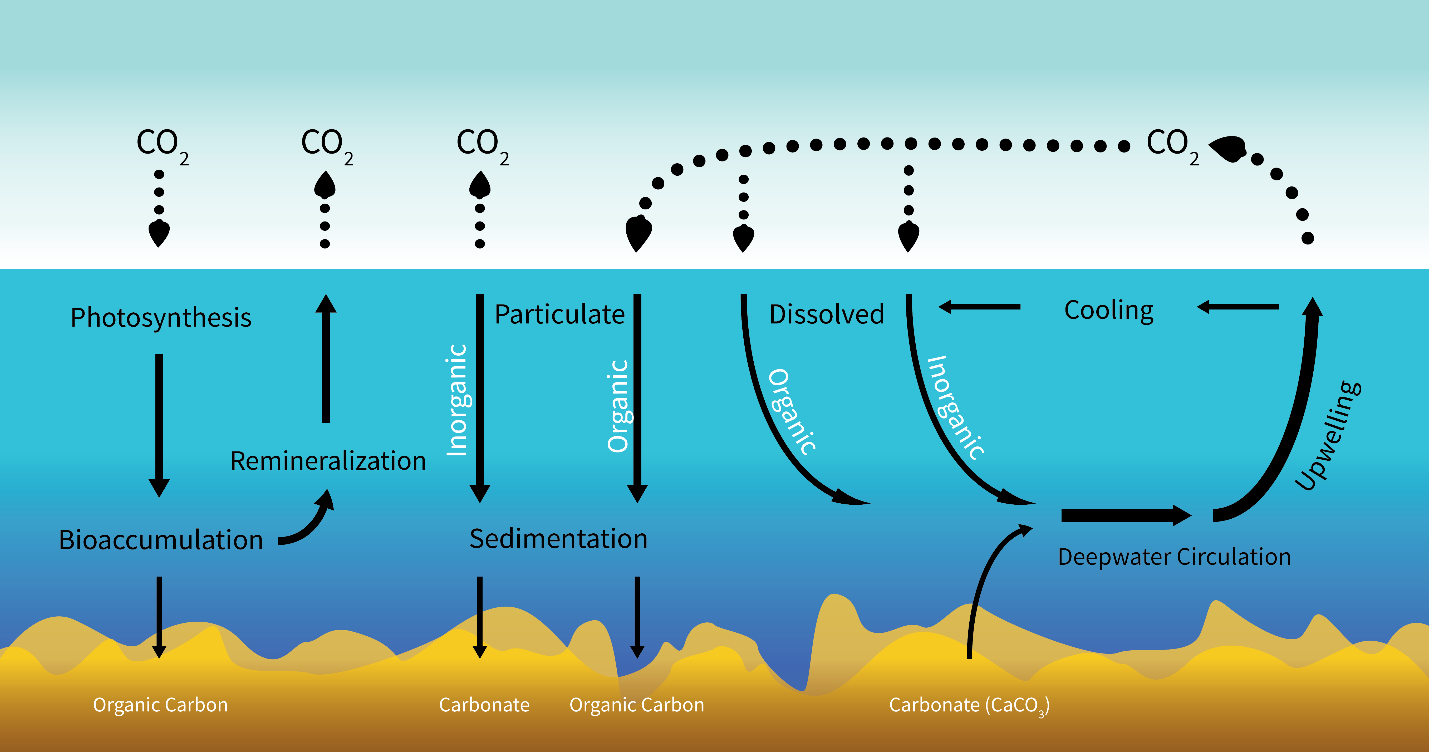 CO₂
CO₂
CO₂
CO₂
Photosynthesis
Particulate
Dissolved
Cooling
Inorganic
Organic
Organic
Inorganic
Upwelling
Remineralization
Bioaccumulation
Sedimentation
Deepwater Circulation
Organic Carbon
Carbonate
Organic Carbon
Carbonate (CaCO₃)